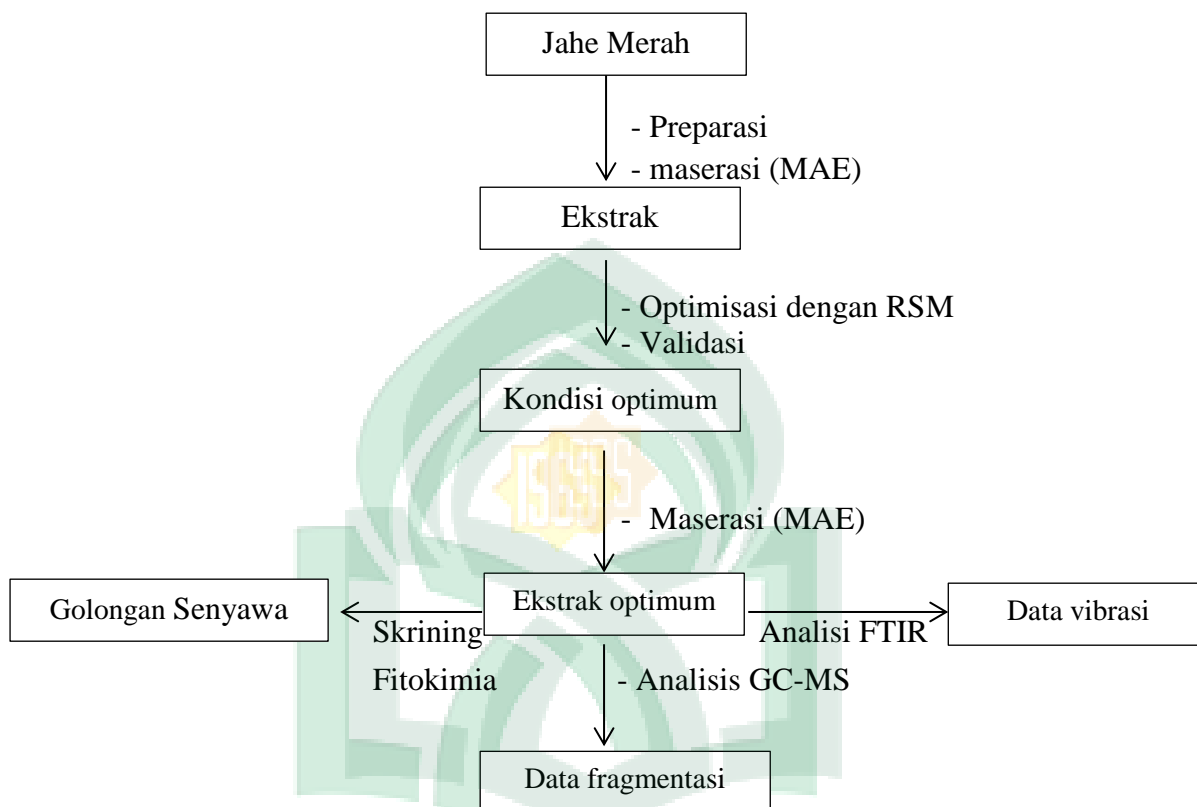 Jahe Merah
- Preparasi
- maserasi (MAE)
Ekstrak
- Optimisasi dengan RSM
- Validasi
Kondisi optimum
- Maserasi (MAE)
Golongan Senyawa
Ekstrak optimum
Data vibrasi
Skrining
Fitokimia
Analisi FTIR
- Analisis GC-MS
Data fragmentasi